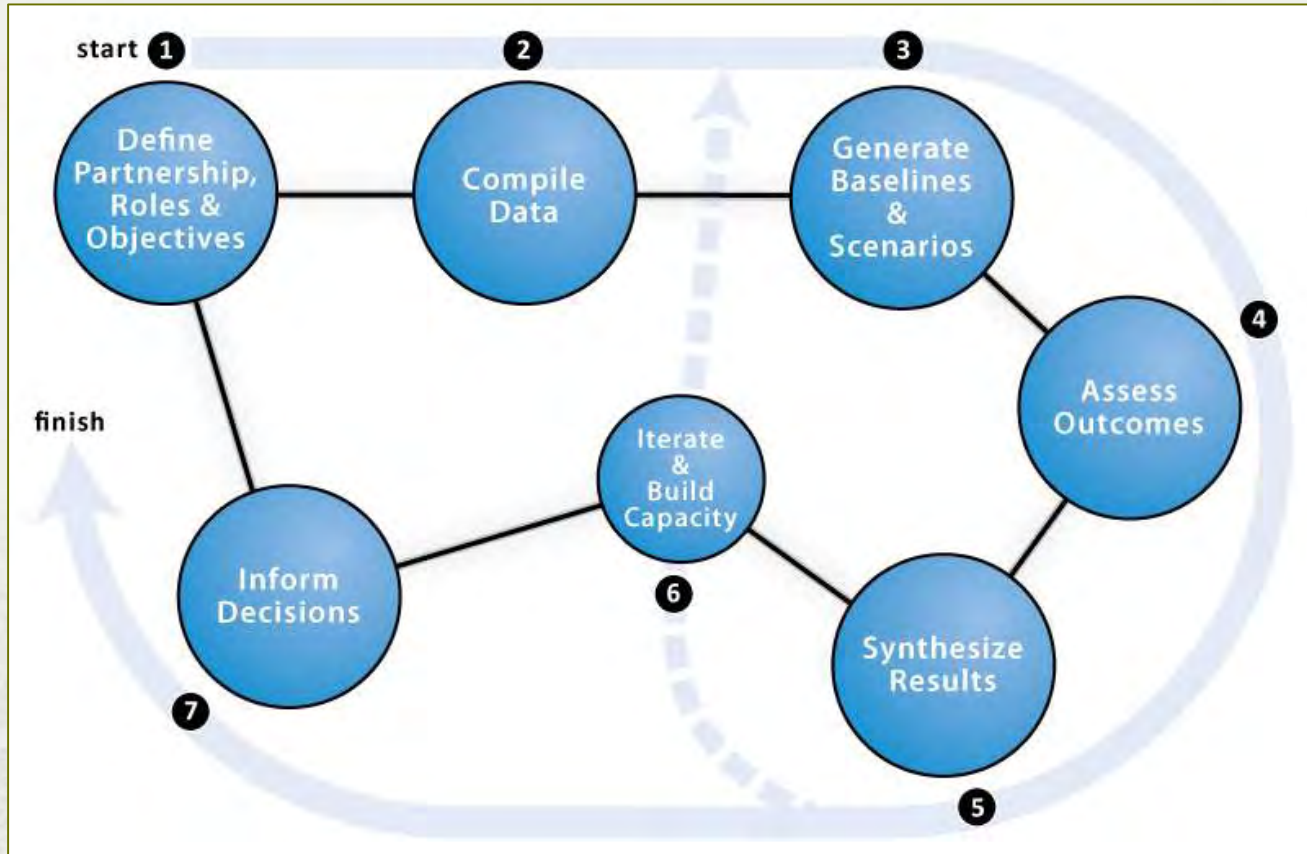 start 1
2
3
Define
Partnership,
Roles &
Objectives
Compile
Data
Generate
Baselines
&
Scenarios
4
Assess
Outcomes
finish
Iterate
&
Build
Capacity
6
Inform
Decisions
7
Synthesize
Results
5